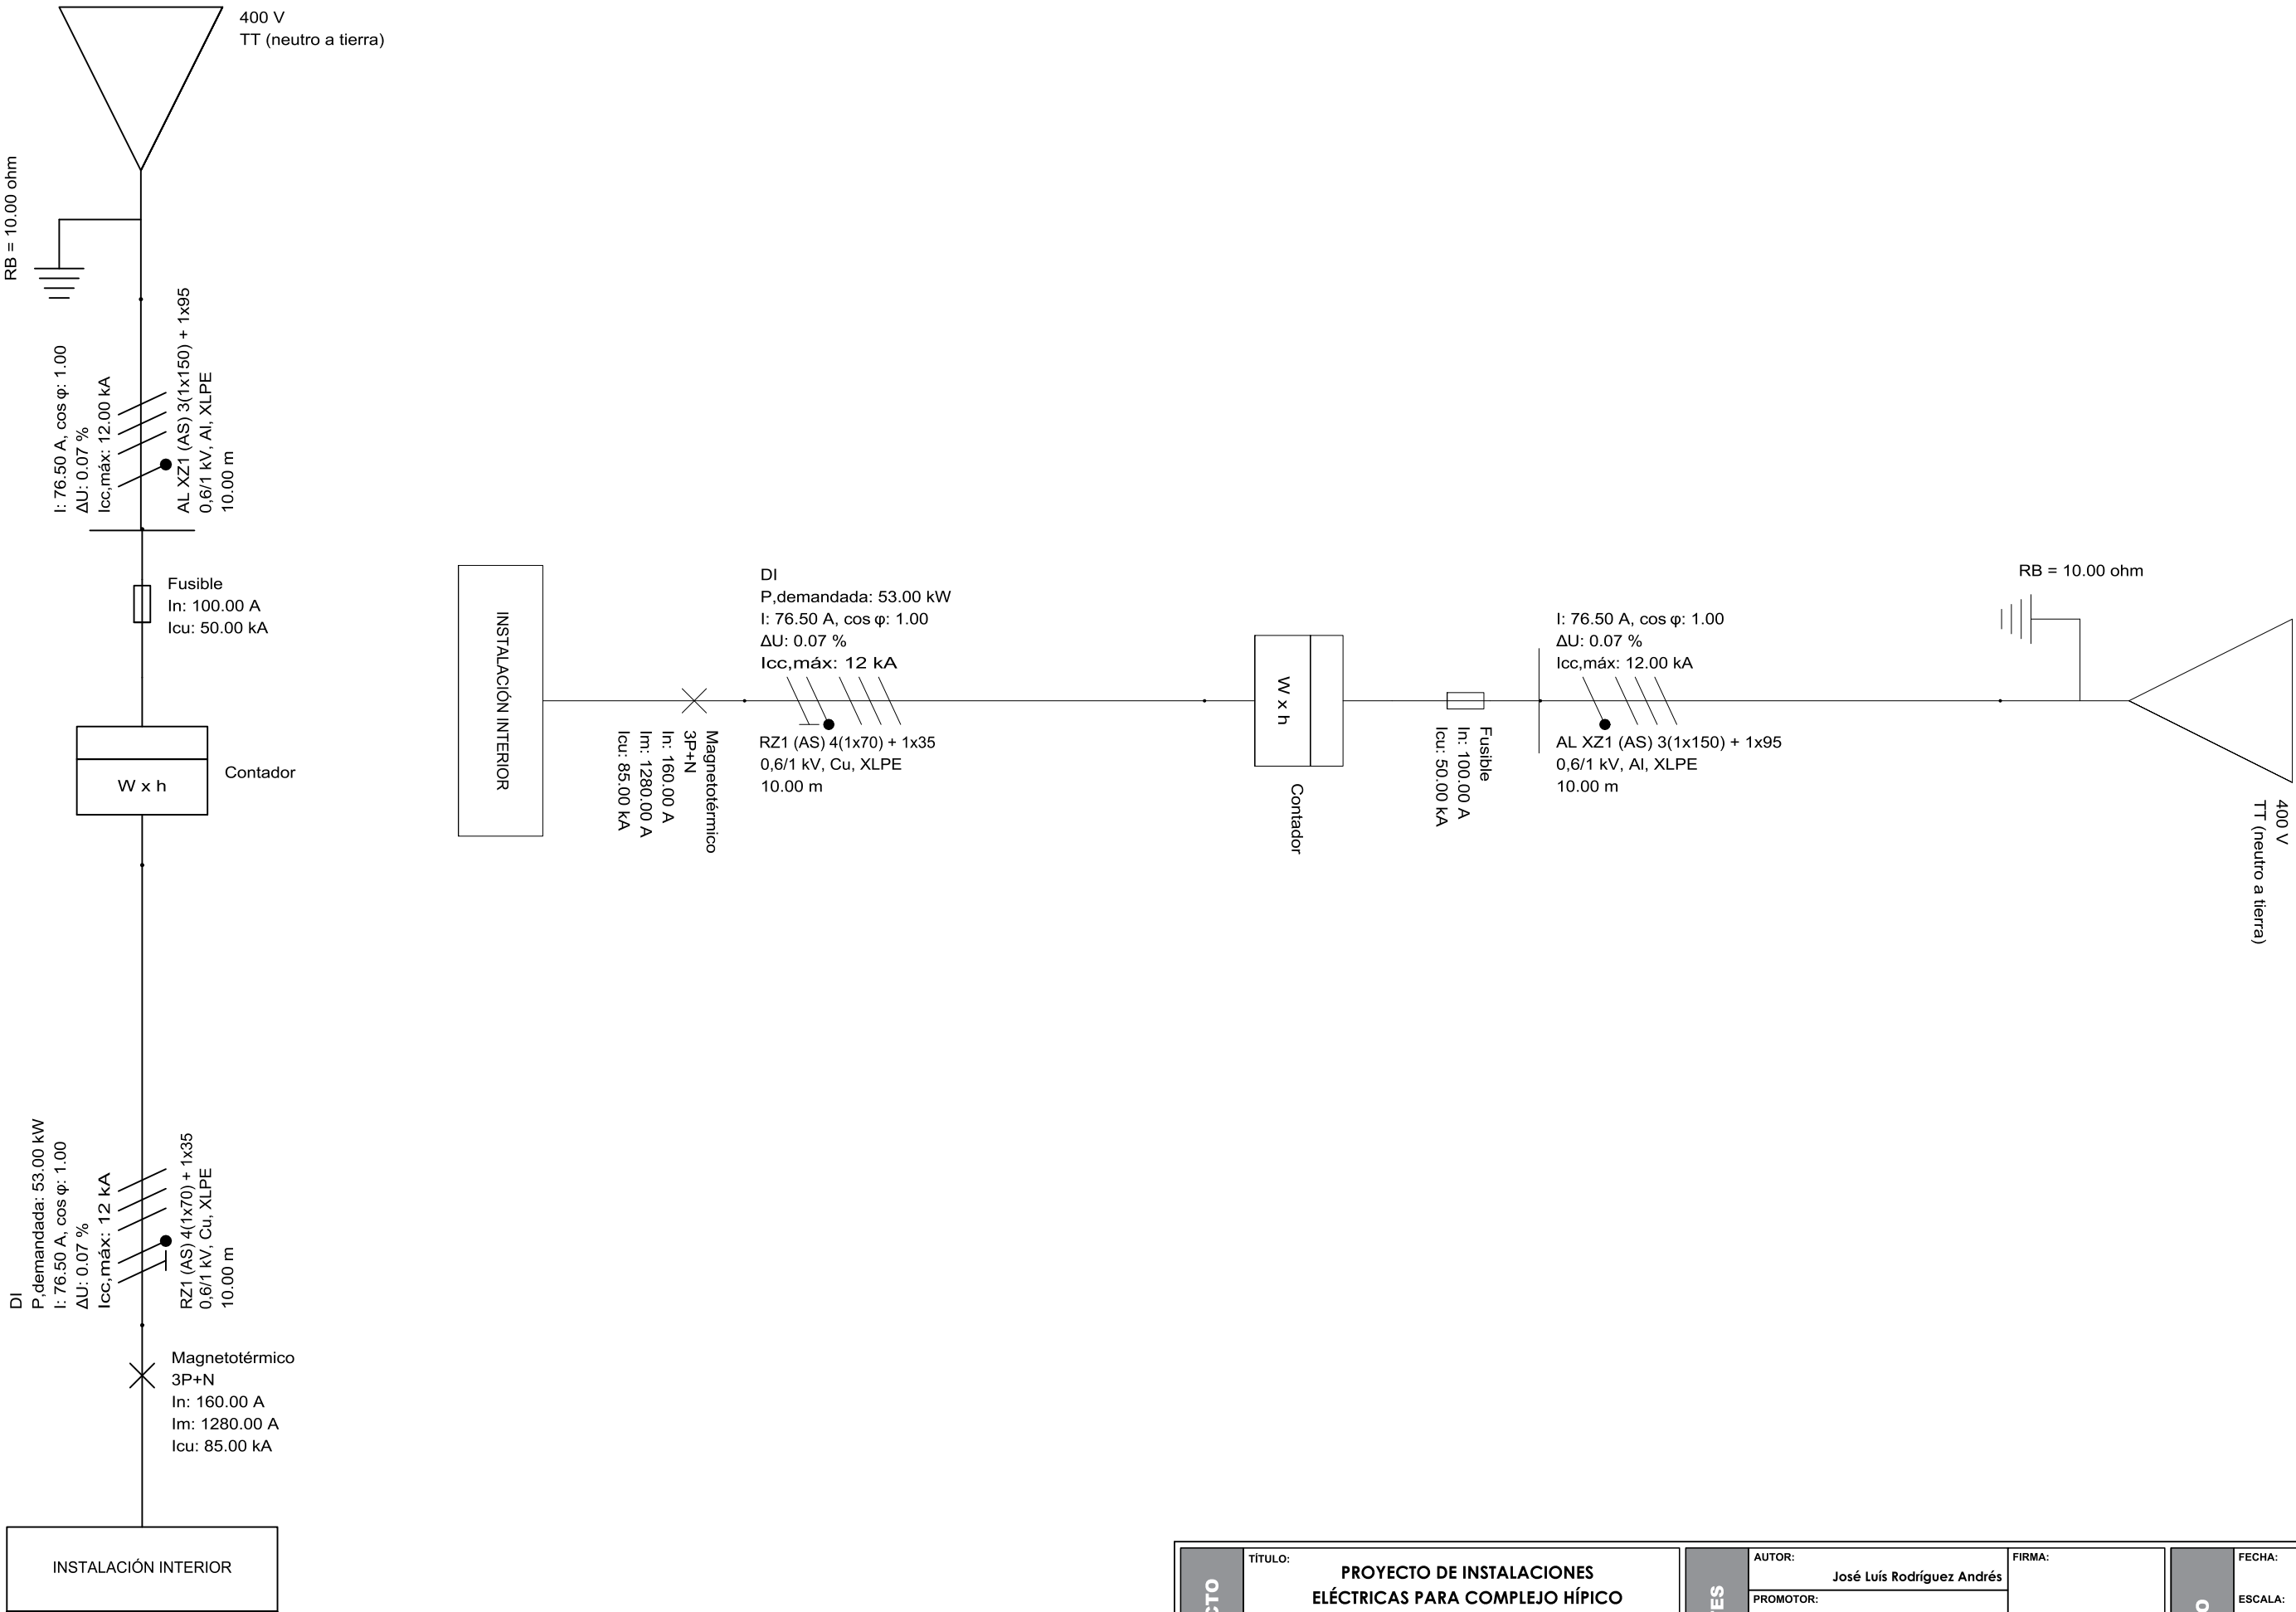 400 V
TT (neutro a tierra)
RB = 10.00 ohm
I: 76.50 A, cos φ: 1.00
ΔU: 0.07 %
Icc,máx: 12.00 kA
AL XZ1 (AS) 3(1x150) + 1x95
0,6/1 kV, Al, XLPE
10.00 m
Fusible
In: 100.00 A
Icu: 50.00 kA
W x h
Contador
DI
P,demandada: 53.00 kW
I: 76.50 A, cos φ: 1.00
ΔU: 0.07 %
Icc,máx: 12 kA
RZ1 (AS) 4(1x70) + 1x35
0,6/1 kV, Cu, XLPE
10.00 m
Magnetotérmico
3P+N
In: 160.00 A
Im: 1280.00 A
Icu: 85.00 kA
INSTALACIÓN INTERIOR
INSTALACIÓN INTERIOR
Magnetotérmico
3P+N
In: 160.00 A
Im: 1280.00 A
Icu: 85.00 kA
DI
P,demandada: 53.00 kW
I: 76.50 A, cos φ: 1.00
ΔU: 0.07 %
Icc,máx: 12 kA
RZ1 (AS) 4(1x70) + 1x35
0,6/1 kV, Cu, XLPE
10.00 m
W x h
Contador
Fusible
In: 100.00 A
Icu: 50.00 kA
I: 76.50 A, cos φ: 1.00
ΔU: 0.07 %
Icc,máx: 12.00 kA
AL XZ1 (AS) 3(1x150) + 1x95
0,6/1 kV, Al, XLPE
10.00 m
RB = 10.00 ohm
400 V
TT (neutro a tierra)
TÍTULO:
PROYECTO DE INSTALACIONES
ELÉCTRICAS PARA COMPLEJO HÍPICO
AUTOR:
José Luís Rodríguez Andrés
PROMOTOR:
FIRMA:
FECHA:
ESCALA: